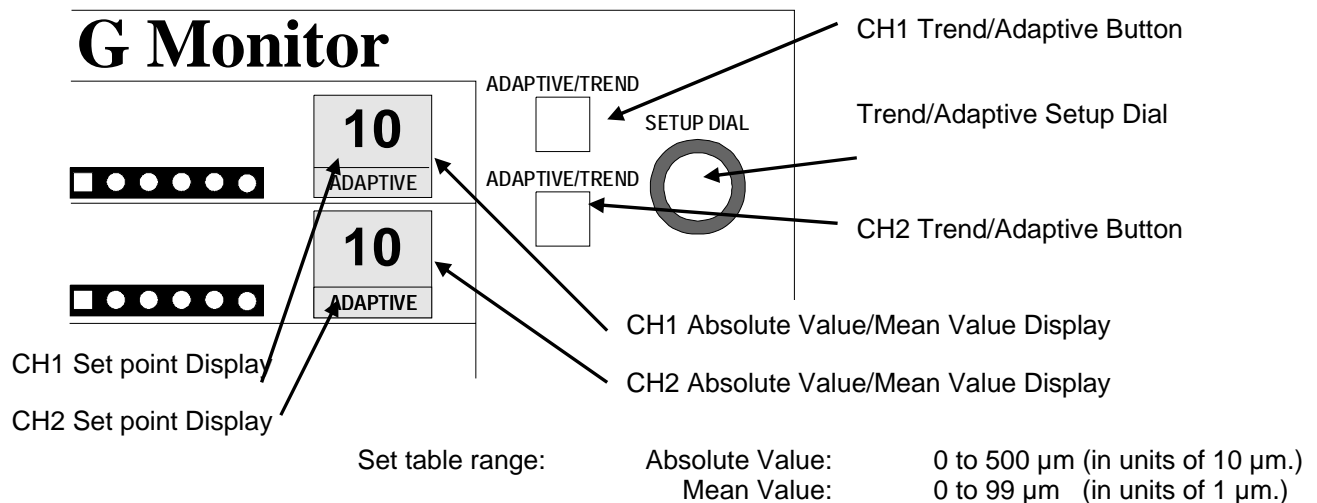 G Monitor
CH1 Trend/Adaptive Button
ADAPTIVE/TREND
10
SETUP DIAL
Trend/Adaptive Setup Dial
ADAPTIVE
ADAPTIVE/TREND
CH2 Trend/Adaptive Button
10
ADAPTIVE
CH1 Absolute Value/Mean Value Display
CH1 Set point Display
CH2 Absolute Value/Mean Value Display
CH2 Set point Display
Set table range: Absolute Value: 0 to 500 µm (in units of 10 µm.)
Mean Value: 0 to 99 µm (in units of 1 µm.)